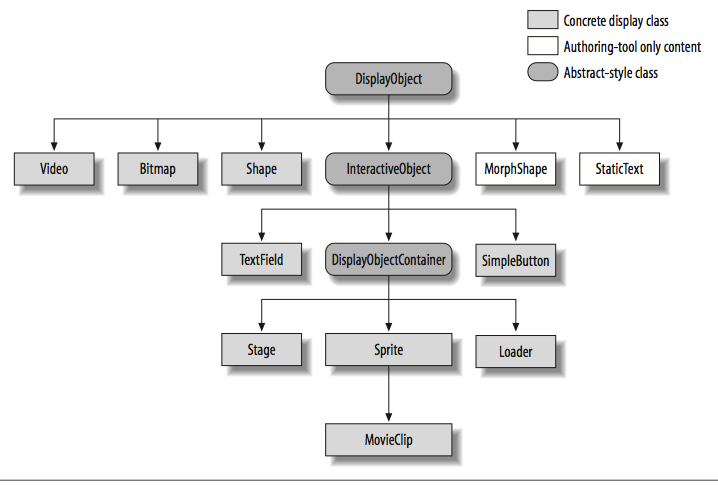 Concrete display class
Authoring-tool only content
Abstract-style class
DisplayObject
Video
Bitmap
Shape
InteractiveObject
MorphShape
StaticText
TextField
DisplayObjectContainer
SimpleButton
Stage
Sprite
Loader
MovieClip